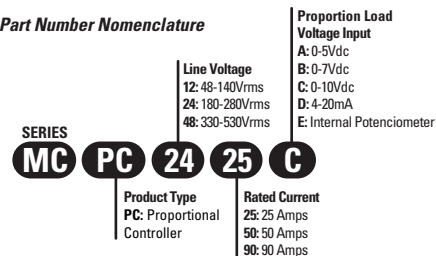 Part Number Nomenclature
Proportion Load
Voltage Input
A: 0-5Vdc
B: 0-7Vdc
C: 0-10Vdc
D: 4-20mA
E: Internal Potenciometer
Line Voltage
12: 48-140Vrms
24: 180-280Vrms
48: 330-530Vrms
SERIES
MC PC 24 25 C
Product Type
PC: Proportional
Controller
Rated Current
25: 25 Amps
50: 50 Amps
90: 90 Amps